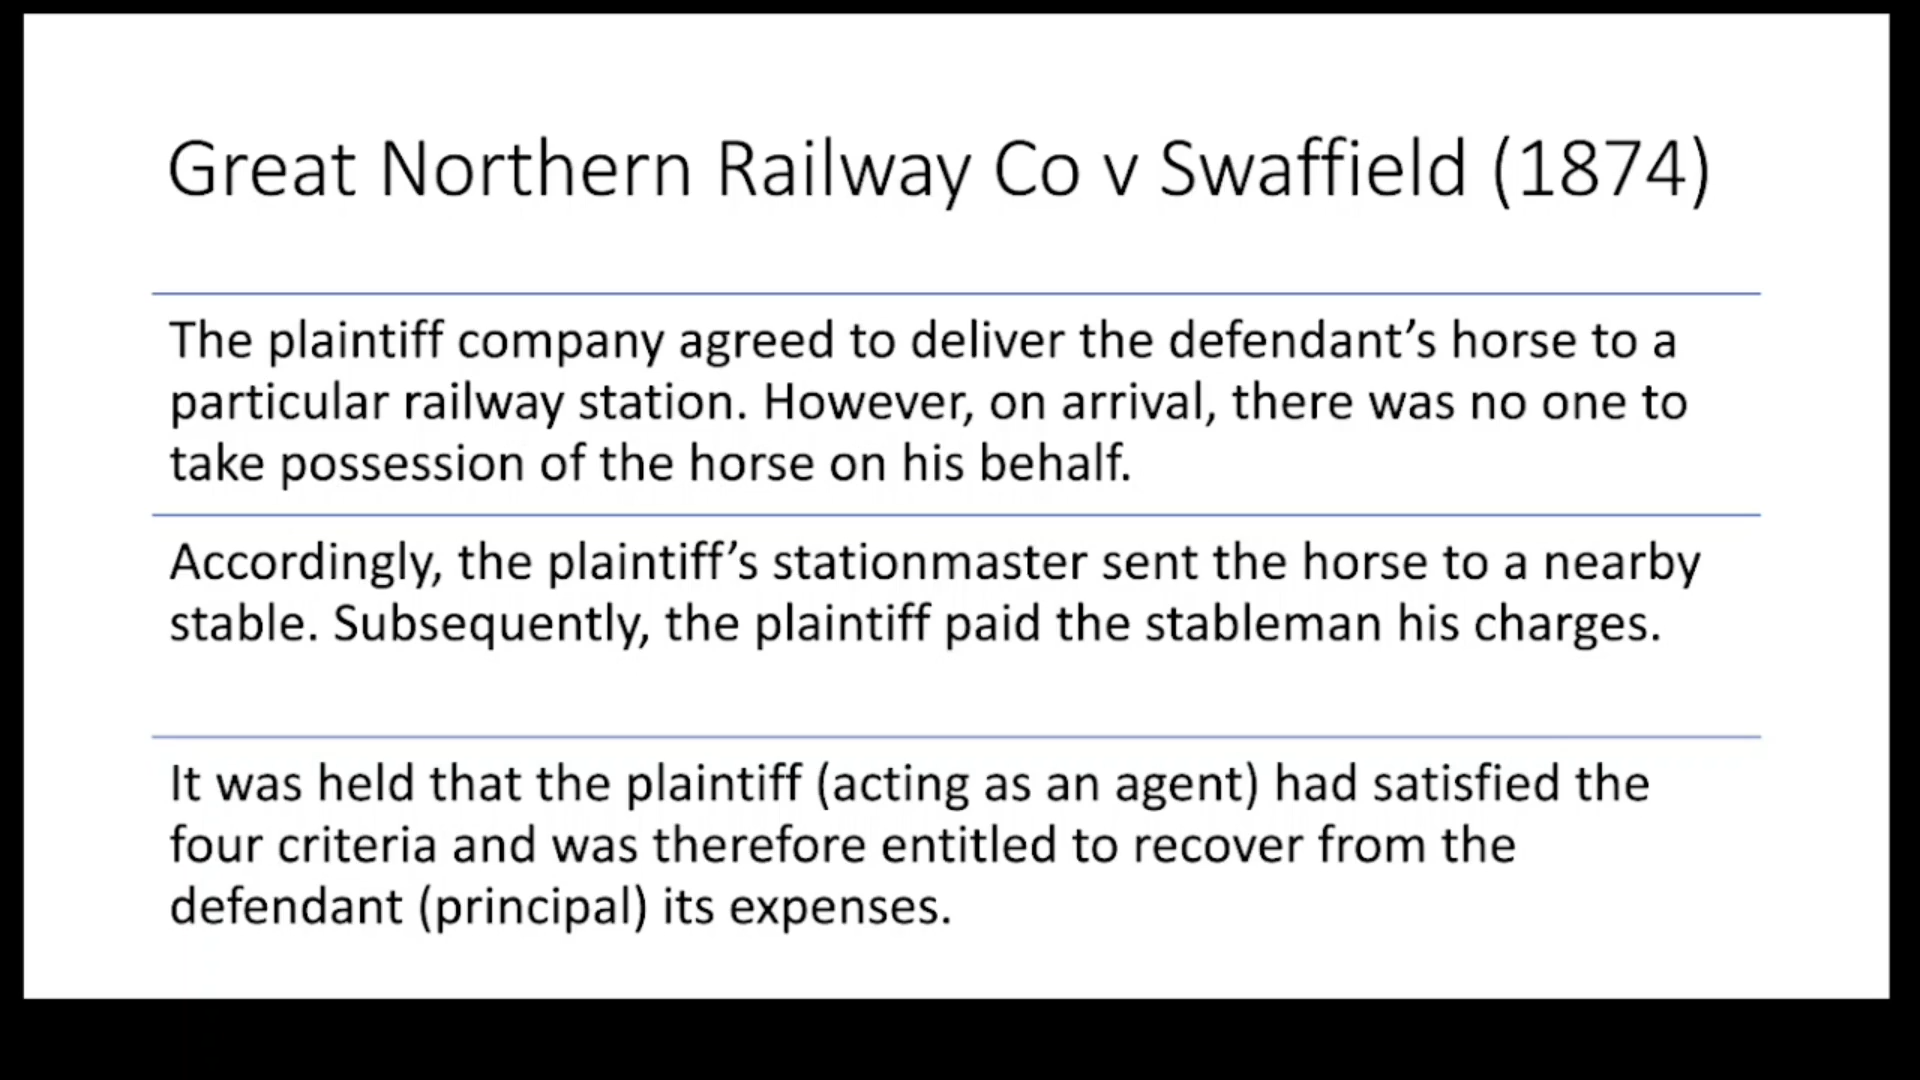 Great Northern Railway Co v Swaffield (1874)
The plaintiff company agreed to deliver the defendant’s horse to a
particular railway station. However, on arrival, there was no one to
take possession of the horse on his behalf.
Accordingly, the plaintiff’s stationmaster sent the horse to a nearby
stable. Subsequently, the plaintiff paid the stableman his charges.
It was held that the plaintiff (acting as an agent) had satisfied the
four criteria and was therefore entitled to recover from the
defendant (principal) its expenses.